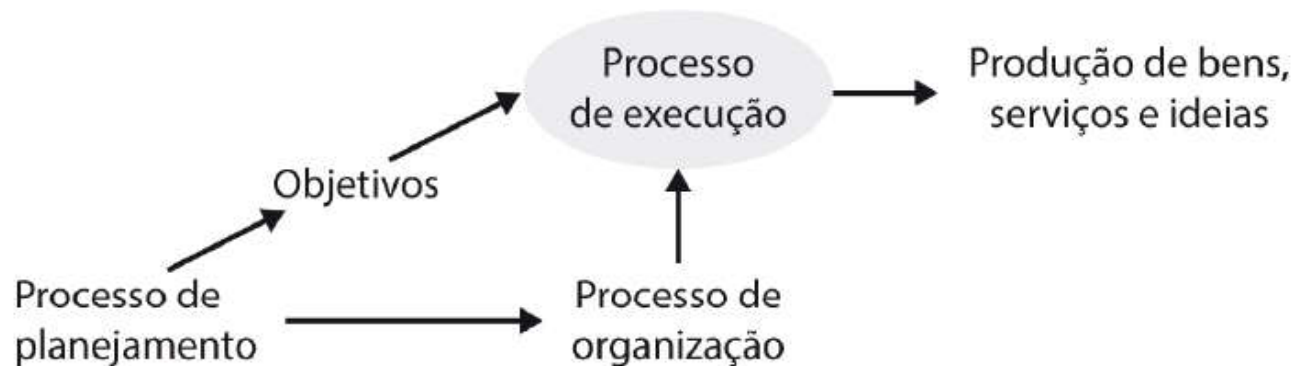 Processo
de execução
Produção de bens,
serviços e ideias
Objetivos
Processo de
planejamento
Processo de
organização